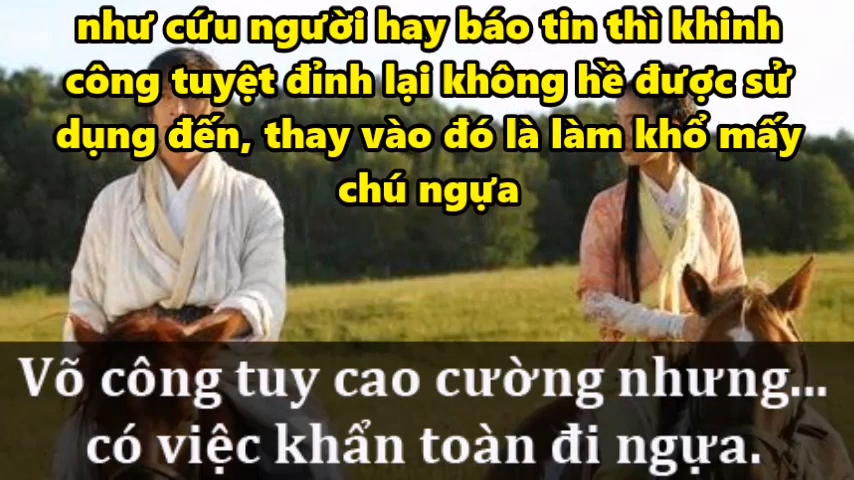 như cứu người hay báo tin thì khinh
công tuyệt đỉnh lại không hề được sử
dụng đến, thay vào đó là làm khổ mấy
chú ngựa
Võ công tuy cao cường nhưng...
có việc khẩn toàn đi ngựa.